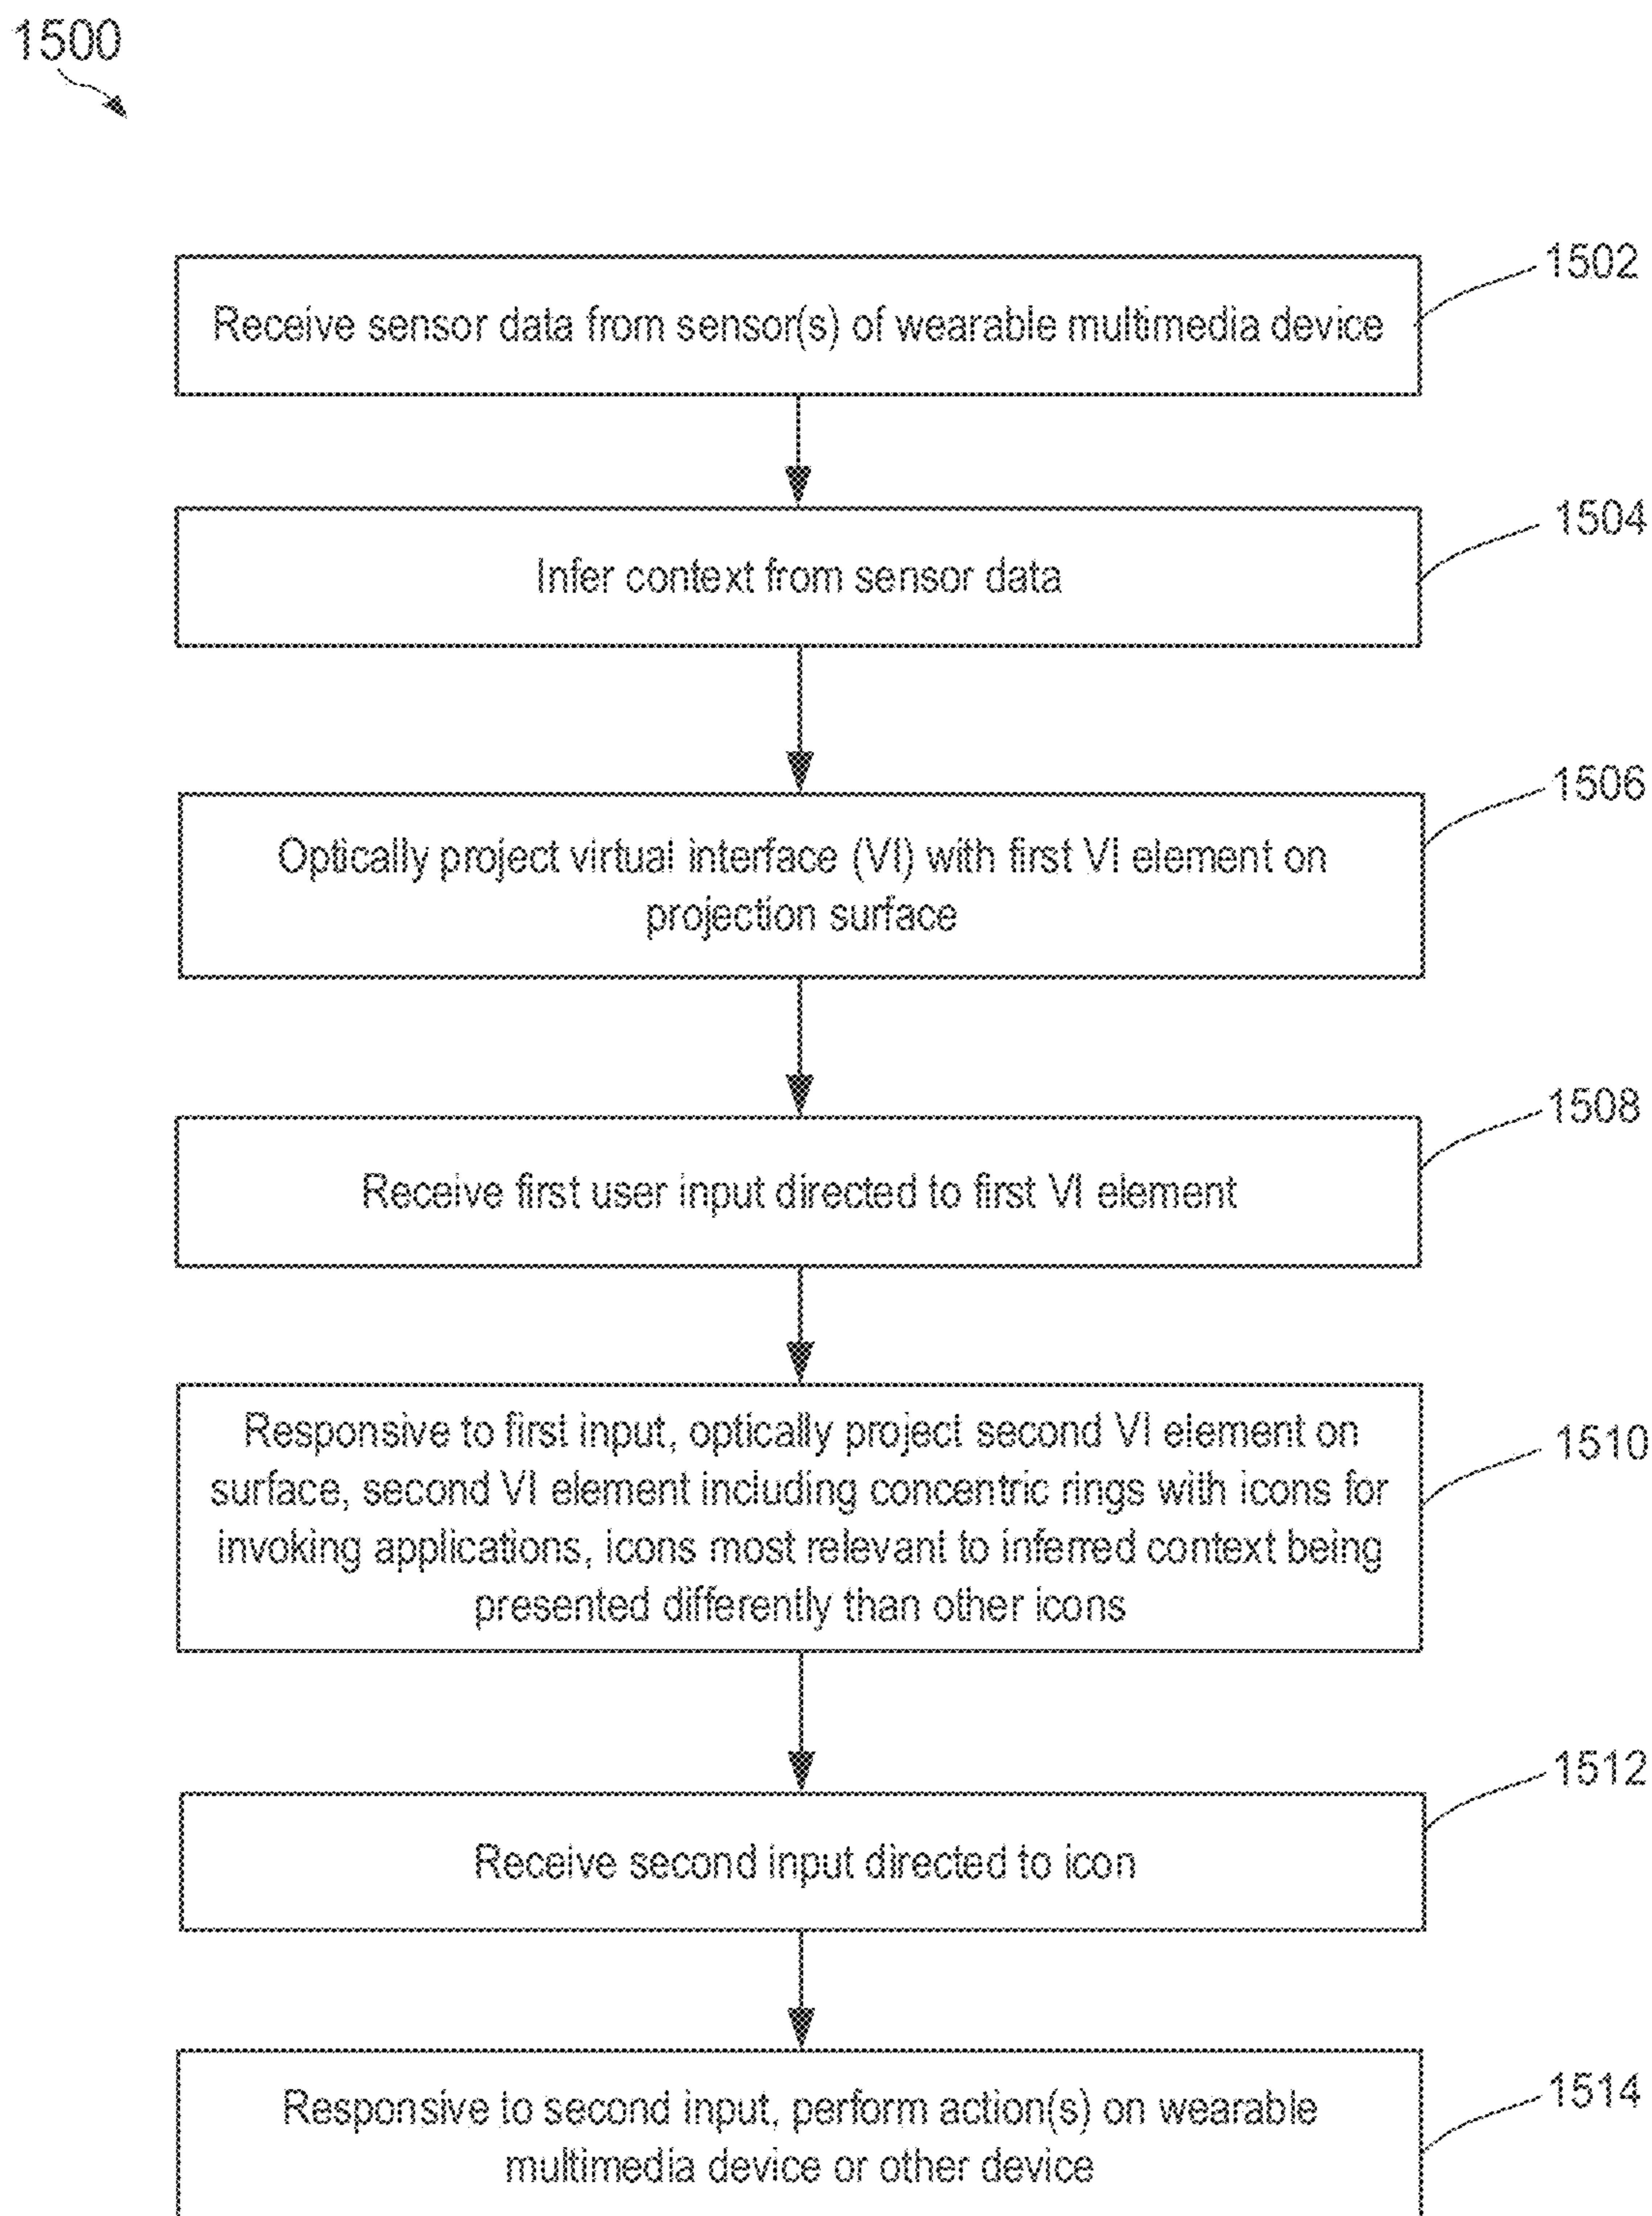 1500
1502
Receive sensor data from sensor(s) of wearable multimedia device
1504
Infer context from sensor data
1506
Optically project virtual interface (VI) with first VI element on
projection surface
1508
Receive first user input directed to first VI element
1510
Responsive to first input, optically project second VI element on
surface, second VI element including concentric rings with icons for
invoking applications, icons most relevant to inferred context being
presented differently than other icons
1512
Receive second input directed to icon
1514
Responsive to second input, perform action(s) on wearable
multimedia device or other device